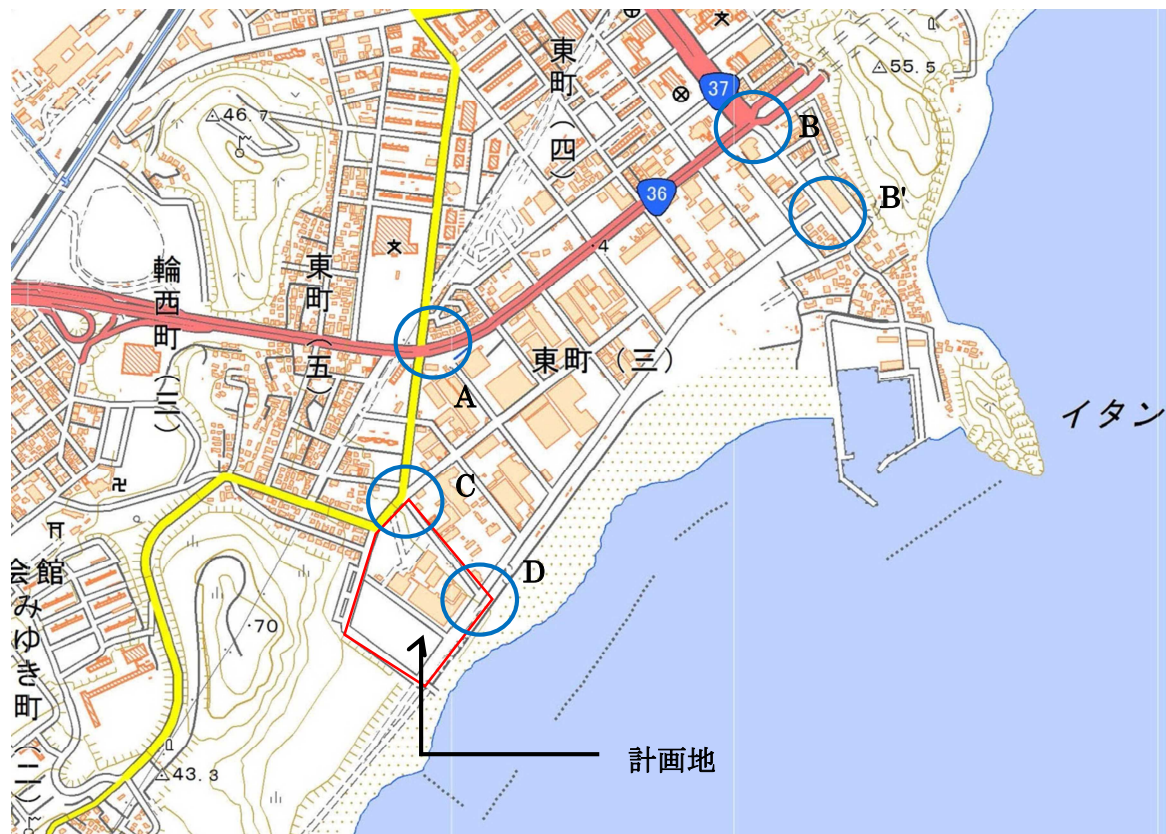 東町（四）
△55.5
37
B
△46.7
36
B'
・4
輪西町（三）
東町（五）
東町（三）
A
イタン
C
D
会館
みゆき町（二）
・70
計画地
△43.3